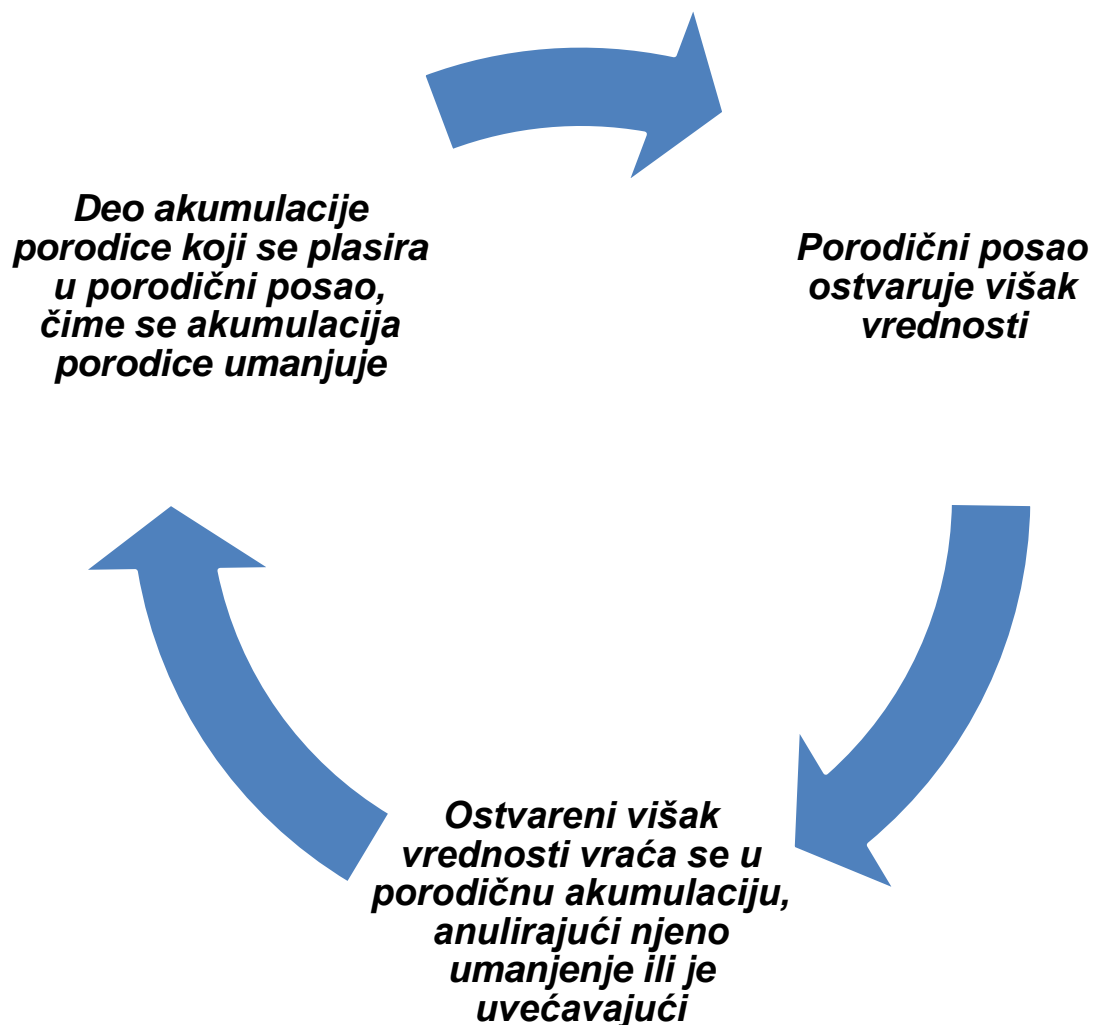 Deo akumulacije
porodice koji se plasira
u porodični posao,
čime se akumulacija
porodice umanjuje
Porodični posao
ostvaruje višak
vrednosti
Ostvareni višak
vrednosti vraća se u
porodičnu akumulaciju,
anulirajući njeno
umanjenje ili je
uvećavajući